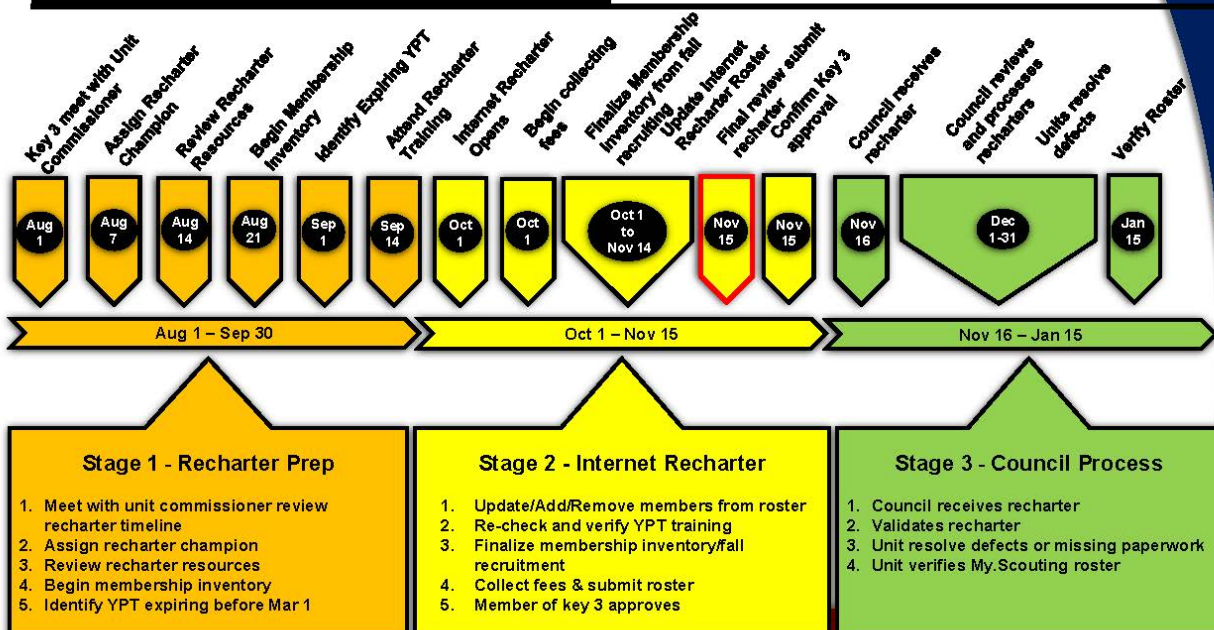 Key 3 meet with Unit
Commissioner
Assign Recharter
Champion
Review Recharter
Resources
Begin Membership
Inventory
Identify Expiring YPT
Attend Recharter
Training
Internet Recharter
Opens
Begin collecting
fees
Finalize Membership
Inventory from fall
recruiting
Update Internet
Recharter Roster
Final review submit
recharter
Confirm Key 3
approval
Council receives
recharter
Council reviews
and processes
recharters
Units resolve
defects
Verify Roster
Aug
1
Aug
7
Aug
14
Aug
21
Sep
1
Sep
14
Oct
1
Oct
1
Oct 1
to
Nov 14
Nov
15
Nov
15
Nov
16
Dec
1-31
Jan
15
Aug 1 – Sep 30
Oct 1 – Nov 15
Nov 16 – Jan 15
Stage 1 - Recharter Prep
1. Meet with unit commissioner review
recharter timeline
2. Assign recharter champion
3. Review recharter resources
4. Begin membership inventory
5. Identify YPT expiring before Mar 1
Stage 2 - Internet Recharter
1. Update/Add/Remove members from roster
2. Re-check and verify YPT training
3. Finalize membership inventory/fall
recruitment
4. Collect fees & submit roster
5. Member of key 3 approves
Stage 3 - Council Process
1. Council receives recharter
2. Validates recharter
3. Unit resolve defects or missing paperwork
4. Unit verifies My.Scouting roster